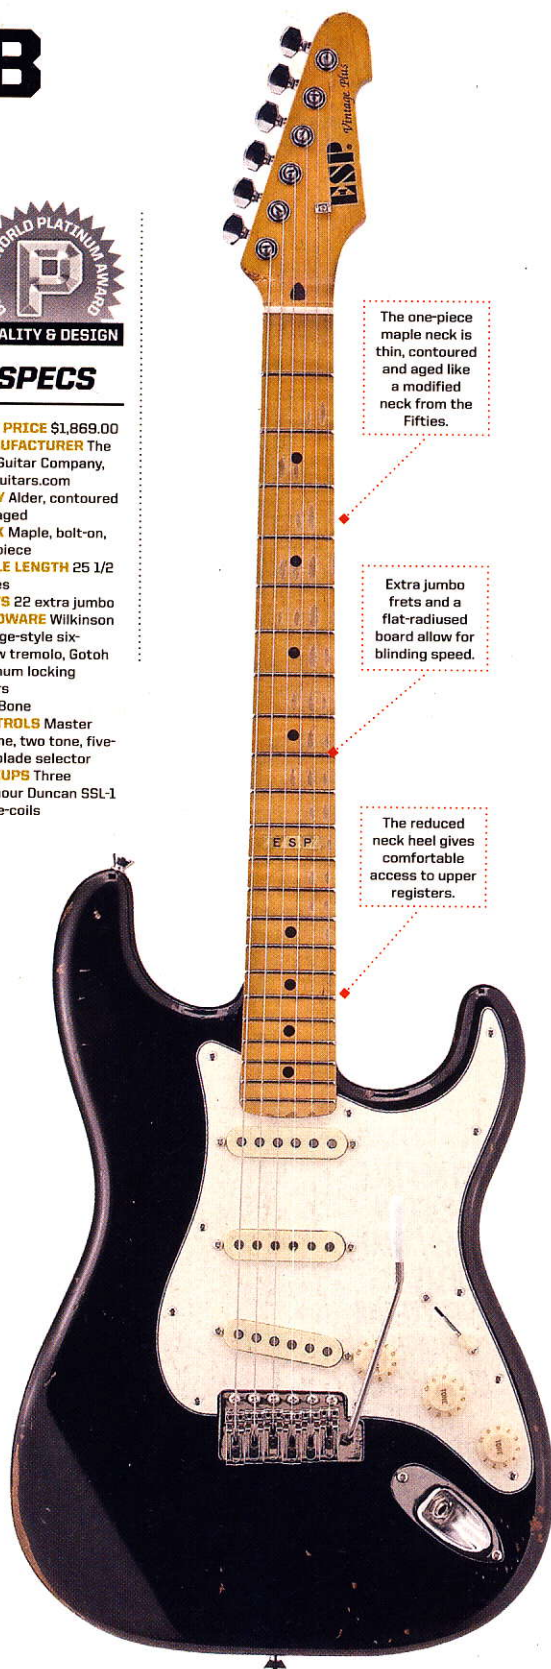 B
ESP. Vintage Plus
WORLD PLATINUM AWARD
P
ALITY & DESIGN
SPECS
PRICE $1,869.00
UFACTURER The
Guitar Company,
uitars.com
Y Alder, contoured
aged
K Maple, bolt-on,
piece
LE LENGTH 25 1/2
es
TS 22 extra jumbo
DWARE Wilkinson
ge-style six-
w tremolo, Gotoh
num locking
rs
Bone
TROLS Master
me, two tone, five-
blade selector
UPS Three
our Duncan SSL-1
e-coils
The one-piece
maple neck is
thin, contoured
and aged like
a modified
neck from the
Fifties.
Extra jumbo
frets and a
flat-radiused
board allow for
blinding speed.
The reduced
neck heel gives
comfortable
access to upper
registers.
E S P
TONE
TONE